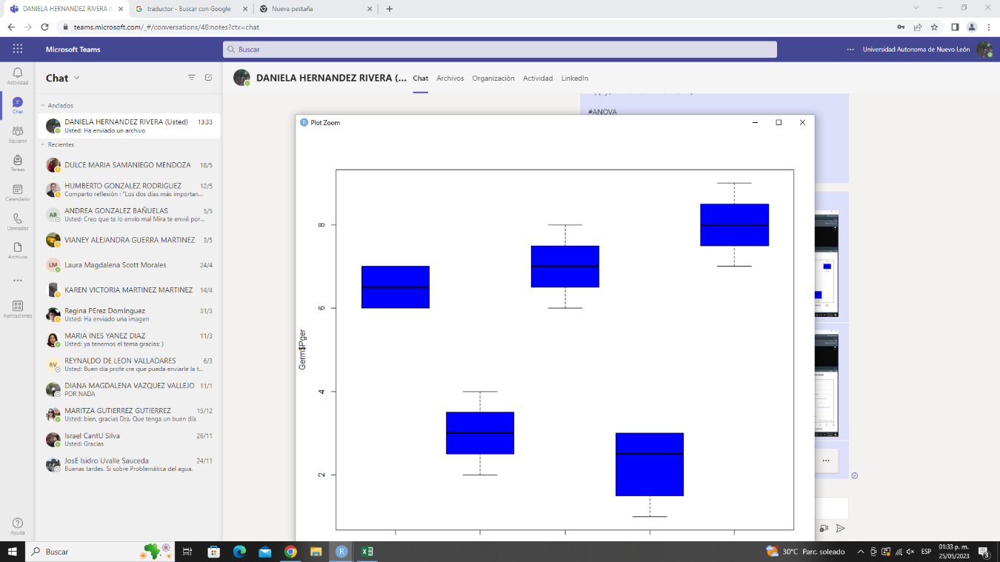 DANIELA HERNANDEZ RIVERA (U
traductor - Buscar con Google
Nueva pestaña
teams.microsoft.com/_#/conversations/48:notes?ctx=chat
Microsoft Teams
Buscar
Universidad Autonoma de Nuevo León
Actividad
Chat
Equipos
Tareas
Calendario
Llamadas
Archivos
Aplicaciones
Ayuda
Chat
Anclados
DANIELA HERNANDEZ RIVERA (Usted) 13:33
Usted: Ha enviado un archivo
Recientes
DULCE MARIA SAMANIEGO MENDOZA 18/5
HUMBERTO GONZALEZ RODRIGUEZ 12/5
Comparto reflexión : "Los dos días más importan...
AB
ANDREA GONZALEZ BAÑUELAS 5/5
Usted: Creo que te lo envío mal Mira te envié por...
VIANEY ALEJANDRA GUERRA MARTINEZ 3/5
LM
Laura Magdalena Scott Morales 24/4
KAREN VICTORIA MARTINEZ MARTINEZ 14/4
Regina PErez DomInguez 31/3
Usted: Ha enviado una imagen
MARIA INES YANEZ DIAZ 11/3
Usted: ya tenemos el tema gracias: )
RV
REYNALDO DE LEON VALLADARES 6/3
Usted: Buen día profe cre que pueda enviarle la t...
DIANA MAGDALENA VAZQUEZ VALLEJO 11/1
POR NADA
MARITZA GUTIERREZ GUTIERREZ 15/12
Usted: bien, gracias Dra. Que tenga un buen día
Israel CantU Silva 26/11
Usted: Gracias
JosE Isidro Uvalle Sauceda 24/11
Buenas tardes. Si sobre Problemática del agua.
DANIELA HERNANDEZ RIVERA (...
Chat
Archivos
Organización
Actividad
LinkedIn
#ANOVA
R
Plot Zoom
8
6
4
2
Germ$Pger
Buscar
R
30°C Parc. soleado
ESP
01:33 p. m.
25/05/2023
3